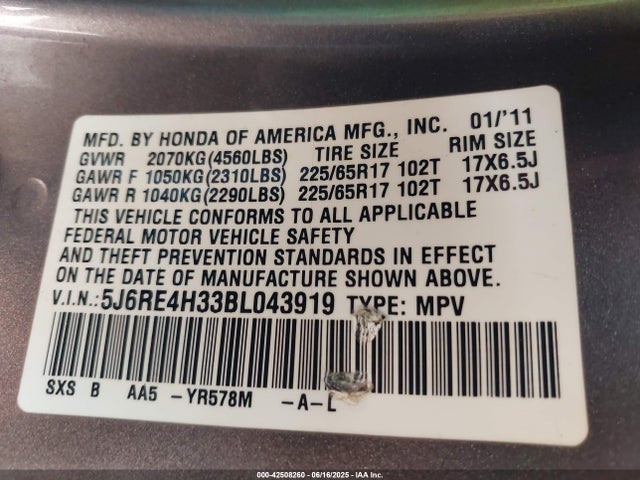 MFD. BY HONDA OF AMERICA MFG., INC. 01/'11
GVWR 2070KG(4560LBS) TIRE SIZE RIM SIZE
GAWR F 1050KG(2310LBS) 225/65R17 102T 17X6.5J
GAWR R 1040KG(2290LBS) 225/65R17 102T 17X6.5J
THIS VEHICLE CONFORMS TO ALL APPLICABLE
FEDERAL MOTOR VEHICLE SAFETY
AND THEFT PREVENTION STANDARDS IN EFFECT
ON THE DATE OF MANUFACTURE SHOWN ABOVE.
V.I.N.:5J6RE4H33BL043919 TYPE: MPV
SXS B AA5 -YR578M -A-L
000-42508260 - 06/16/2025 - IAA Inc.